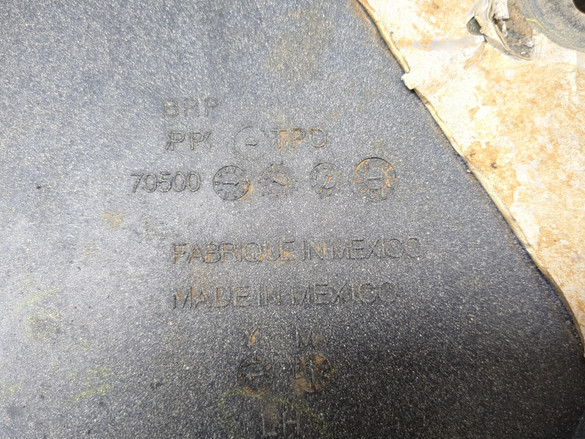 BRP
PP< TPO
70500
FABRIQUE IN MEXICO
MADE IN MEXICO
Y M
LH